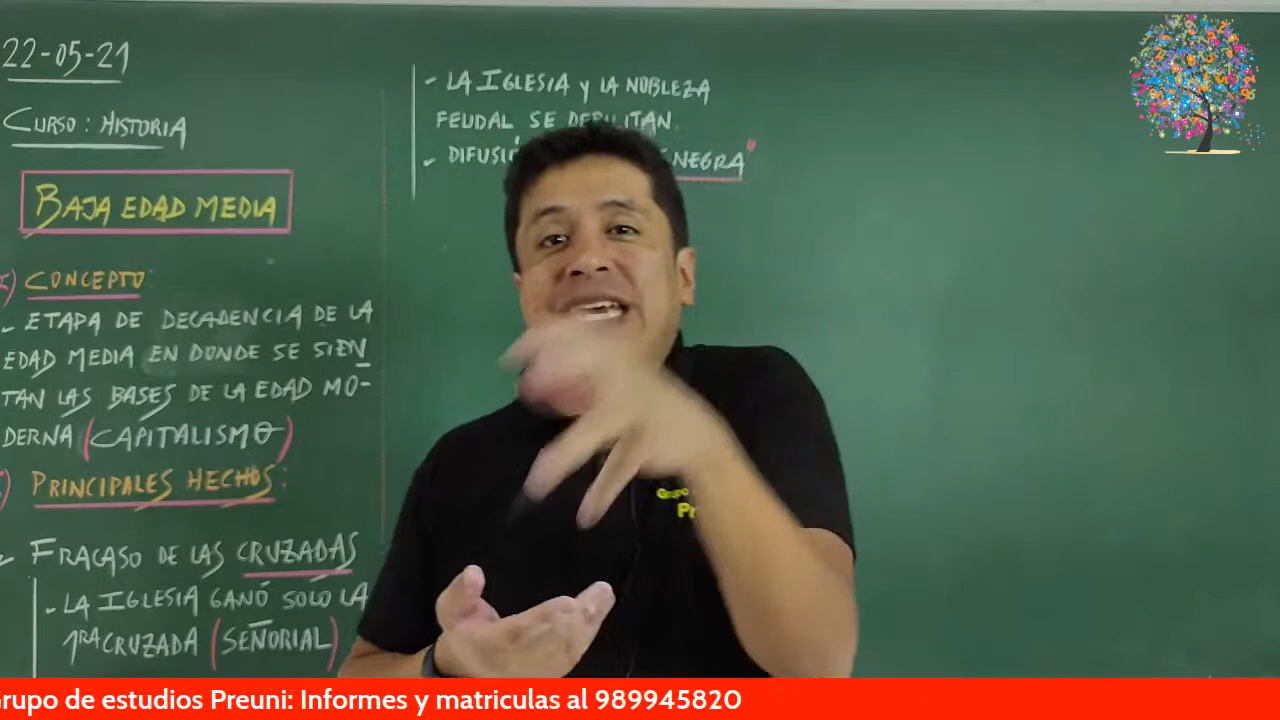 22-05-21
CURSO: HISTORIA
BAJA EDAD MEDIA
CONCEPTO:
- ETAPA DE DECADENCIA DE LA
EDAD MEDIA EN DONDE SE SIEN
TAN LAS BASES DE LA EDAD MO-
DERNA (CAPITALISMO)
PRINCIPALES HECHOS:
- FRACASO DE LAS CRUZADAS
- LA IGLESIA GANÓ SOLO LA
1RA CRUZADA (SEÑORIAL)
- LA IGLESIA Y LA NOBLEZA
FEUDAL SE DEBILITAN.
- NEGRA
Grupo
Grupo de estudios Preuni: Informes y matriculas al 989945820